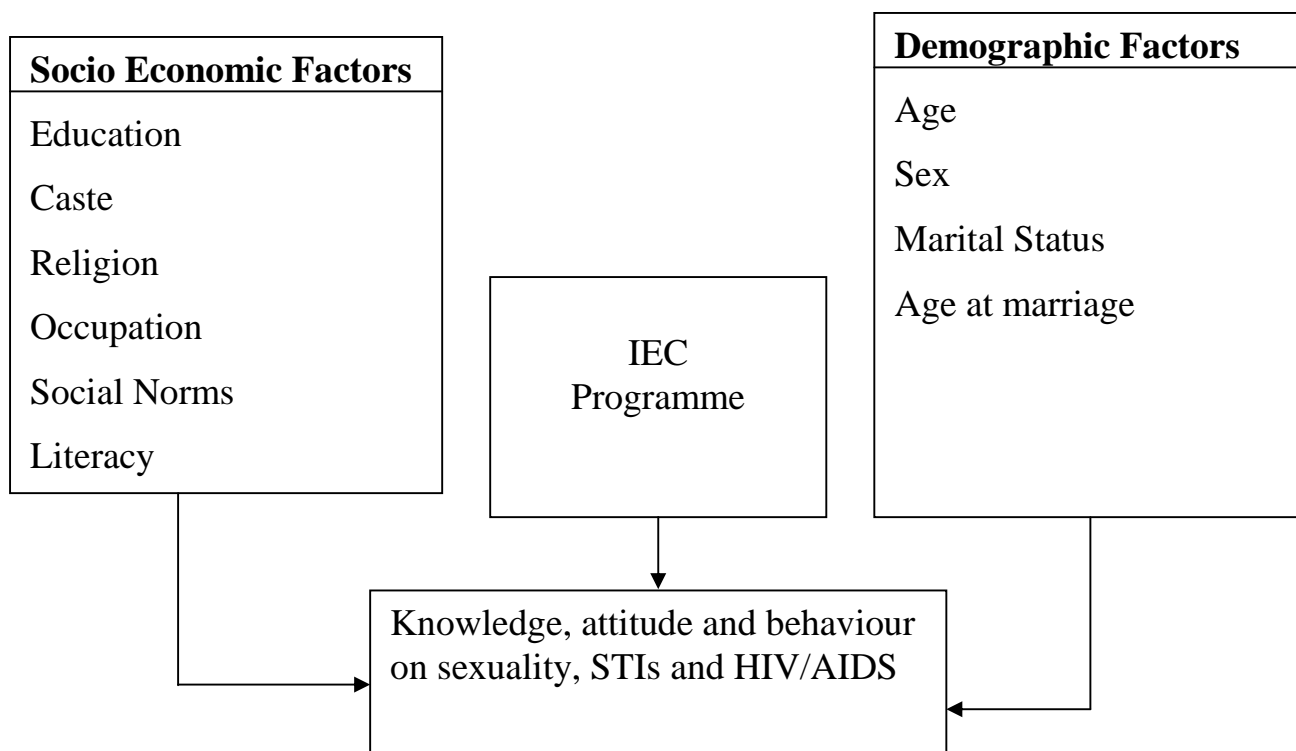 Socio Economic Factors
Education
Caste
Religion
Occupation
Social Norms
Literacy
IEC
Programme
Demographic Factors
Age
Sex
Marital Status
Age at marriage
Knowledge, attitude and behaviour
on sexuality, STIs and HIV/AIDS